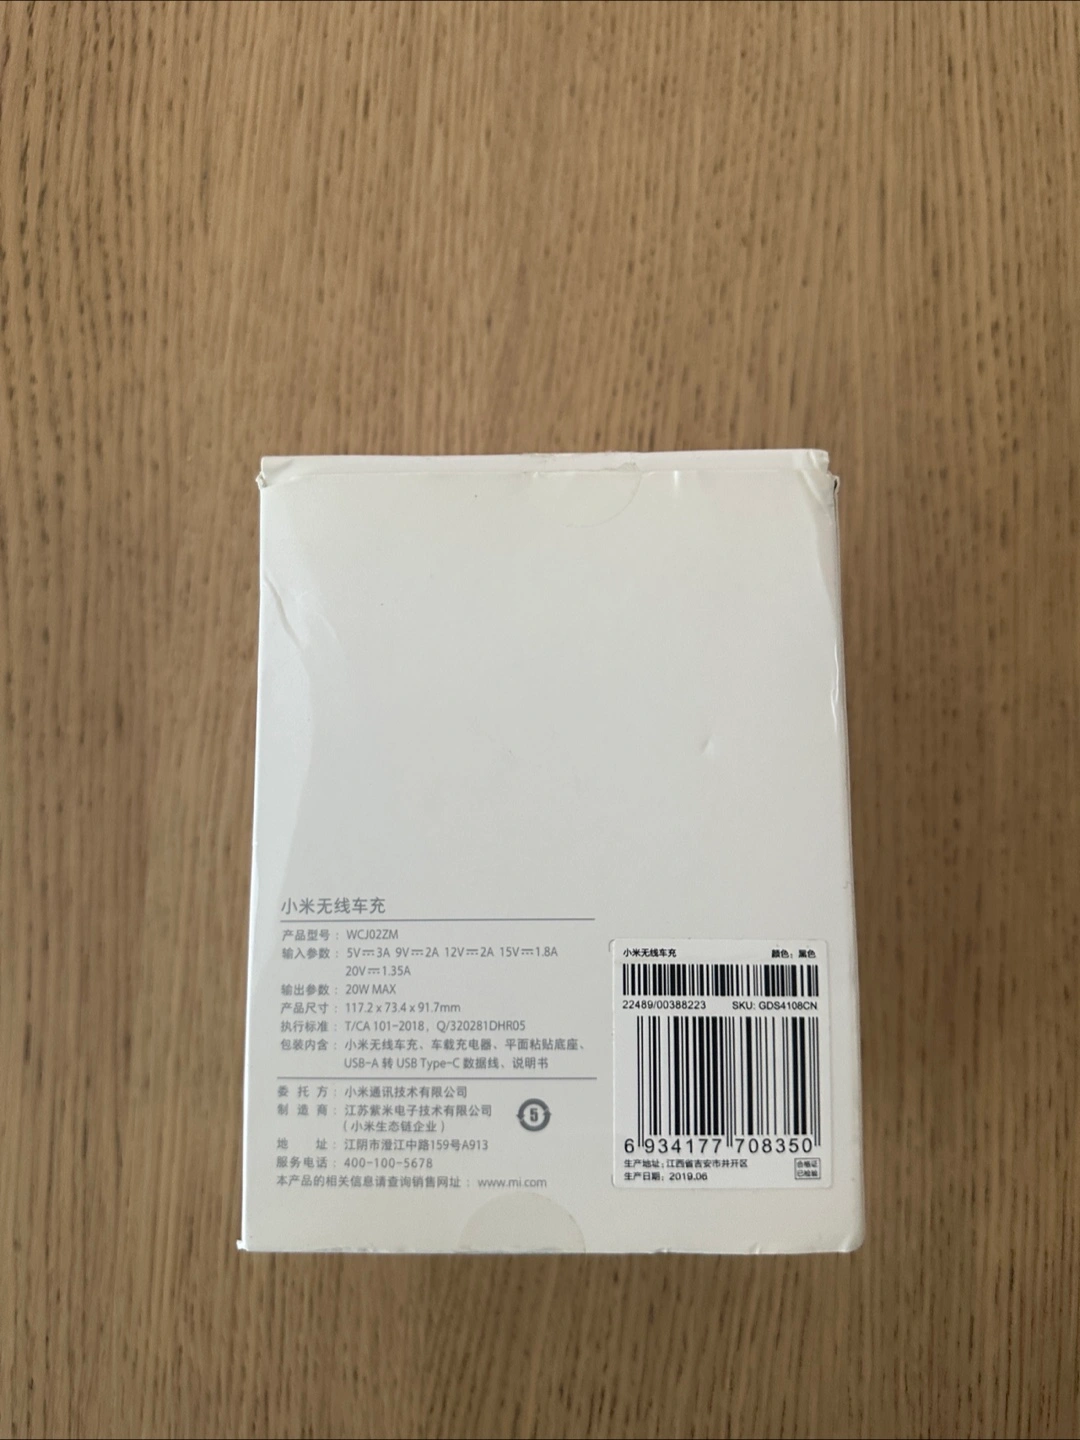 小米无线车充
产品型号：WCJ02ZM
输入参数：5V⎓3A 9V⎓2A 12V⎓2A 15V⎓1.8A
20V⎓1.35A
输出参数：20W MAX
产品尺寸：117.2 x 73.4 x 91.7mm
执行标准：T/CA 101-2018，Q/320281DHR05
包装内含：小米无线车充、车载充电器、平面粘贴底座、
USB-A 转 USB Type-C 数据线、说明书
委 托 方：小米通讯技术有限公司
制 造 商：江苏紫米电子技术有限公司
（小米生态链企业）
5
地 址：江阴市澄江中路159号A913
服务电话：400-100-5678
本产品的相关信息请查询销售网址：www.mi.com
小米无线车充 颜色：黑色
22489/00388223 SKU: GDS4108CN
6 934177 708350
生产地址：江西省吉安市井开区
生产日期：2019.06
合格证
已检验